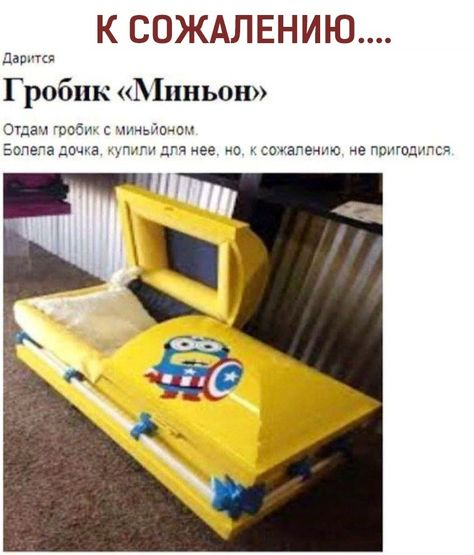 К СОЖАЛЕНИЮ....
Дарится
Гробик «Миньон»
Отдам гробик с миньйоном.
Болела дочка, купили для нее, но, к сожалению, не пригодился.